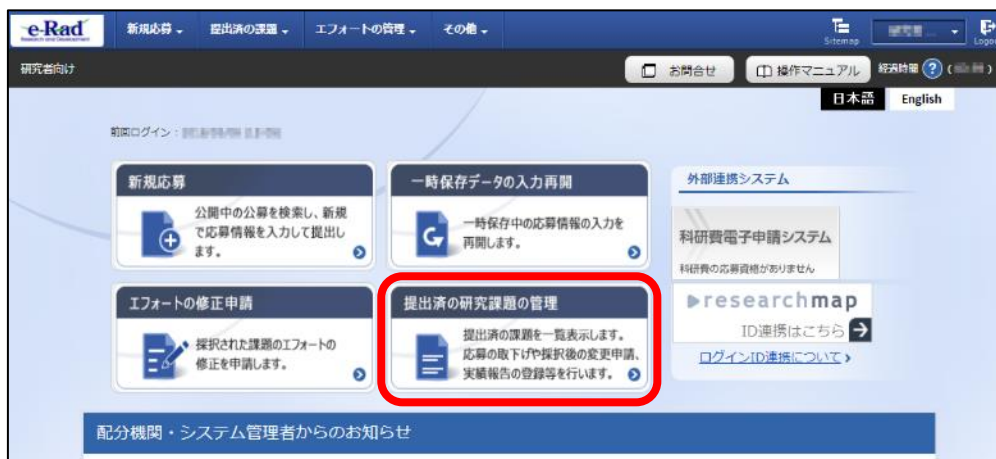 e-Rad
Research and Development
新規応募
提出済の課題
エフォートの管理
その他
Sitemap
Logout
研究者向け
お問合せ
操作マニュアル
経過時間 ? ( )
日本語
English
前回ログイン：
新規応募
公開中の公募を検索し、新規
で応募情報を入力して提出し
ます。
一時保存データの入力再開
一時保存中の応募情報の入力を
再開します。
エフォートの修正申請
採択された課題のエフォートの
修正を申請します。
提出済の研究課題の管理
提出済の課題を一覧表示します。
応募の取下げや採択後の変更申請、
実績報告の登録等を行います。
外部連携システム
科研費電子申請システム
科研費の応募資格がありません
researchmap
ID連携はこちら
ログインID連携について
配分機関・システム管理者からのお知らせ